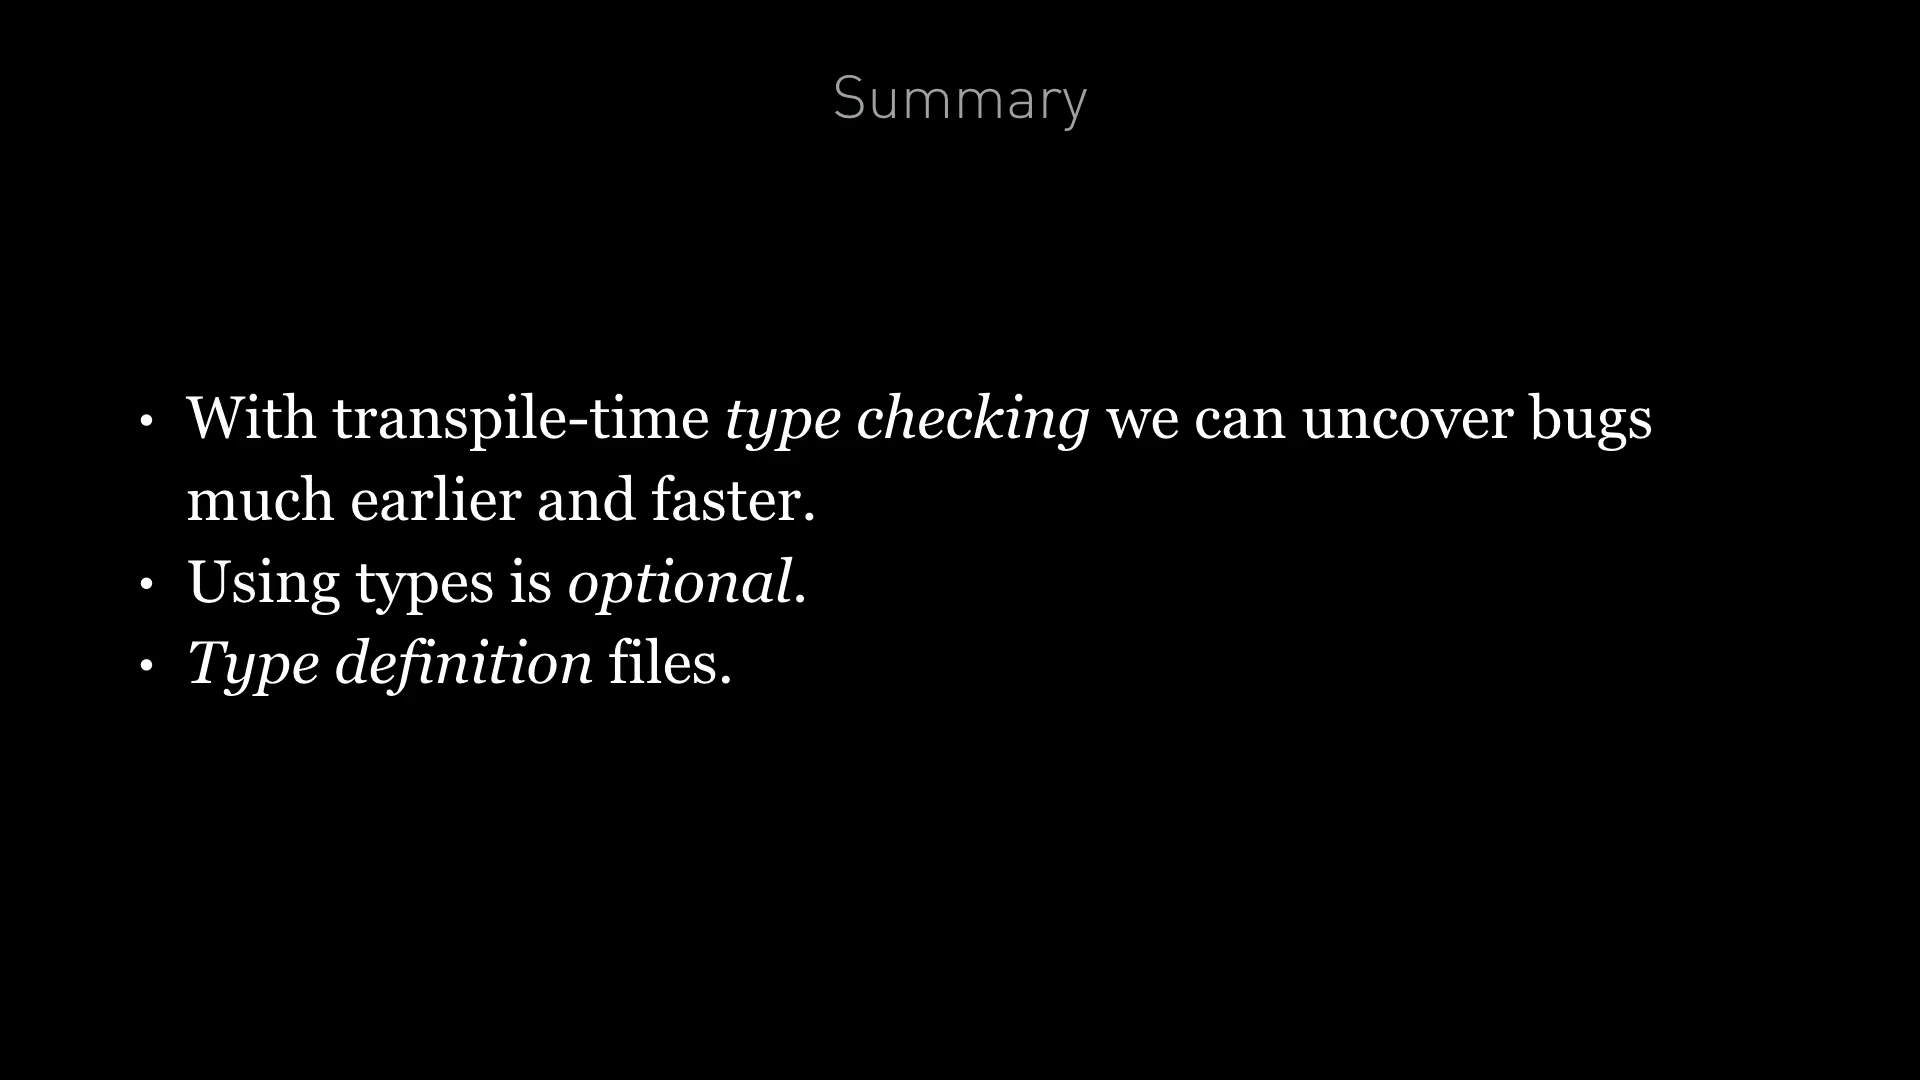 Summary
• With transpile-time type checking we can uncover bugs
much earlier and faster.
• Using types is optional.
• Type definition files.